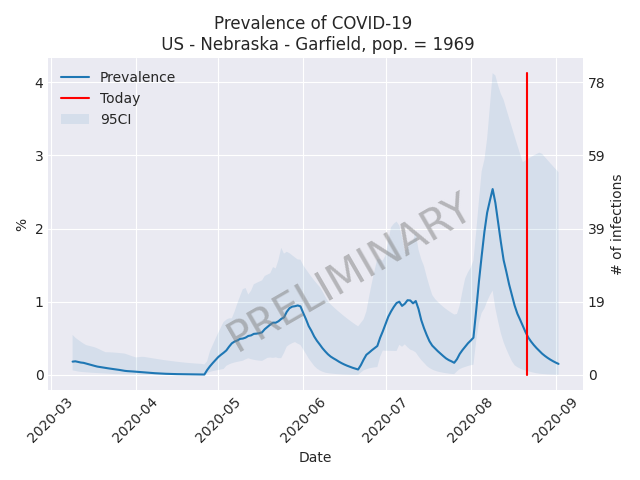 Prevalence of COVID-19
US - Nebraska - Garfield, pop. = 1969
Prevalence
Today
95CI
PRELIMINARY
%
4
3
2
1
0
# of infections
78
59
39
19
0
2020-03
2020-04
2020-05
2020-06
2020-07
2020-08
2020-09
Date